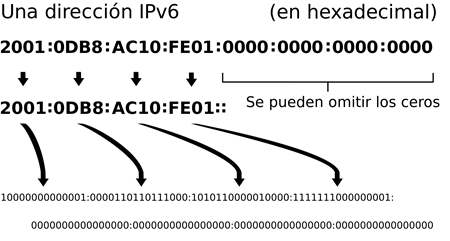 Una dirección IPv6 (en hexadecimal)
2001:0DB8:AC10:FE01:0000:0000:0000:0000
2001:0DB8:AC10:FE01::
Se pueden omitir los ceros
10000000000001:0000110110111000:1010110000010000:1111111000000001:
0000000000000000:0000000000000000:0000000000000000:0000000000000000